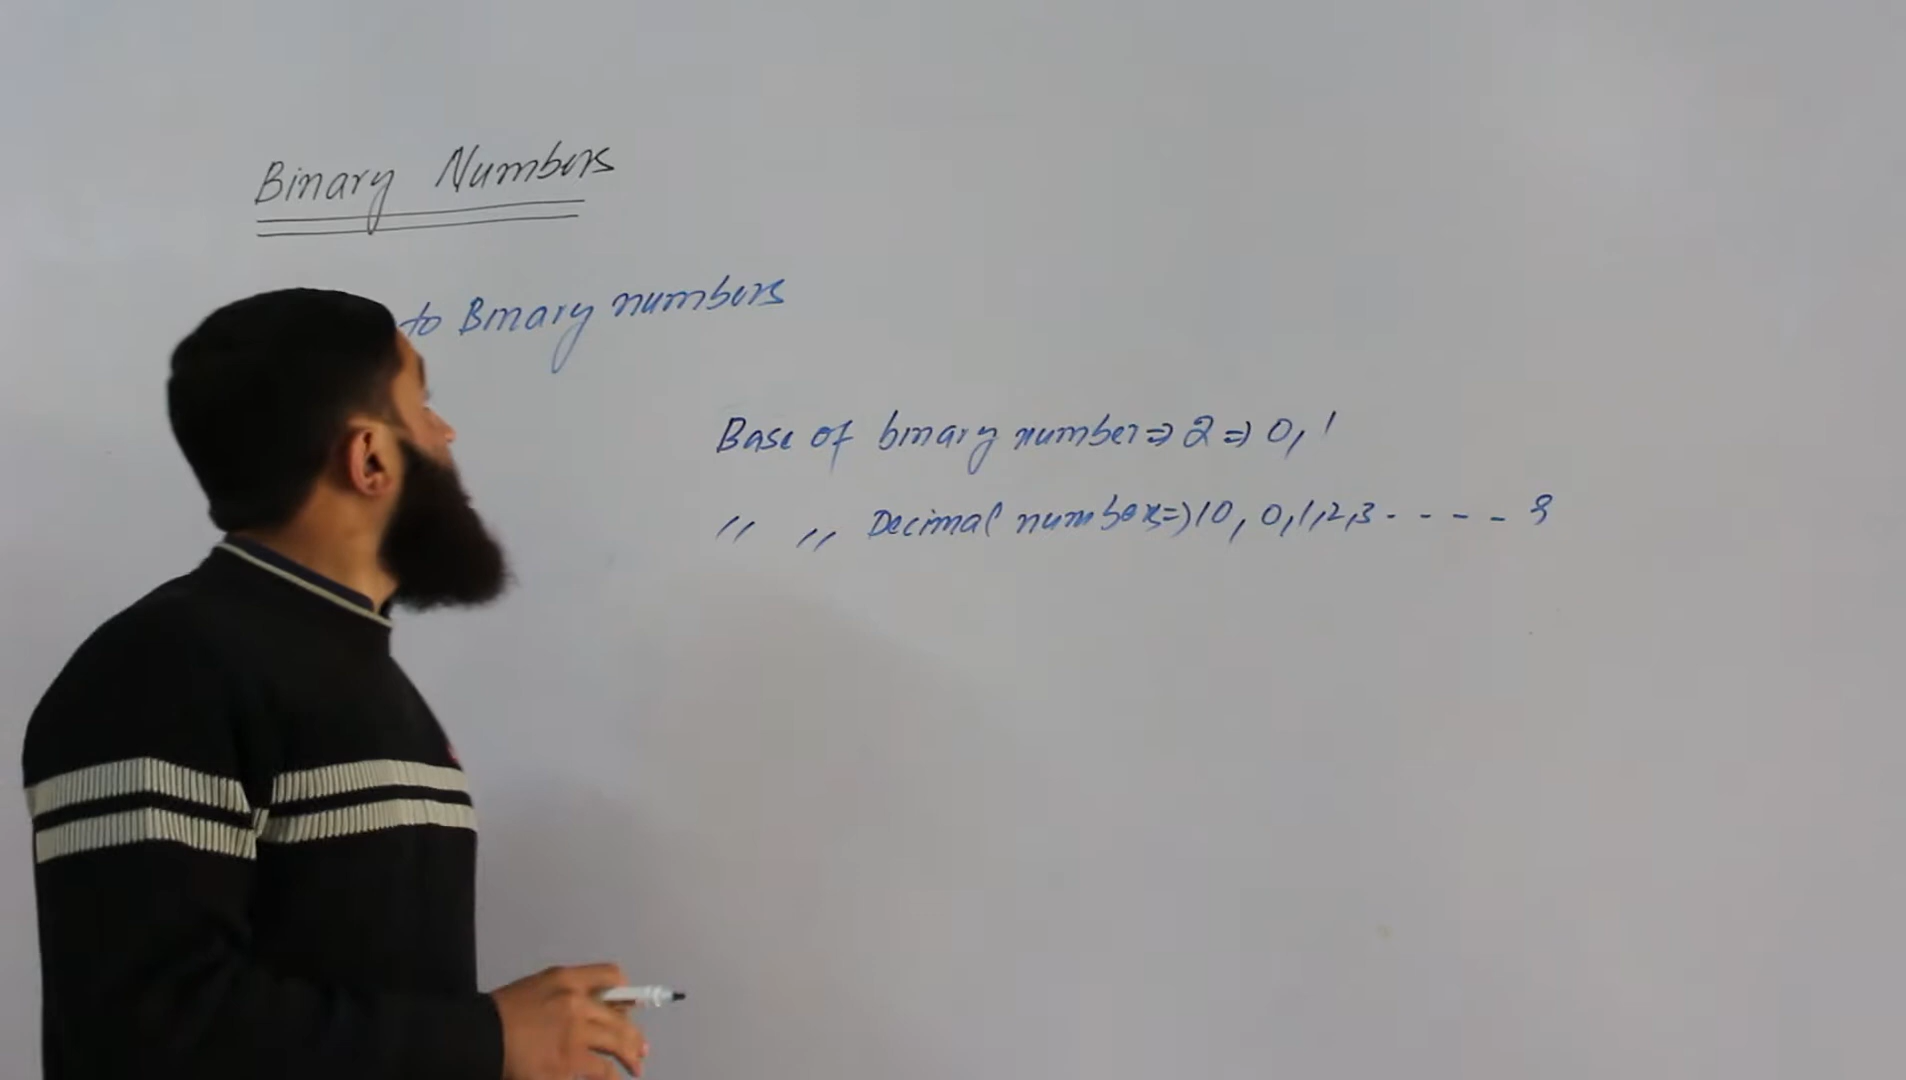 Binary Numbers
to Binary numbers
Base of binary number => 2 => 0, 1
" " Decimal numbers => 10, 0, 1, 2, 3 - - - - - 9